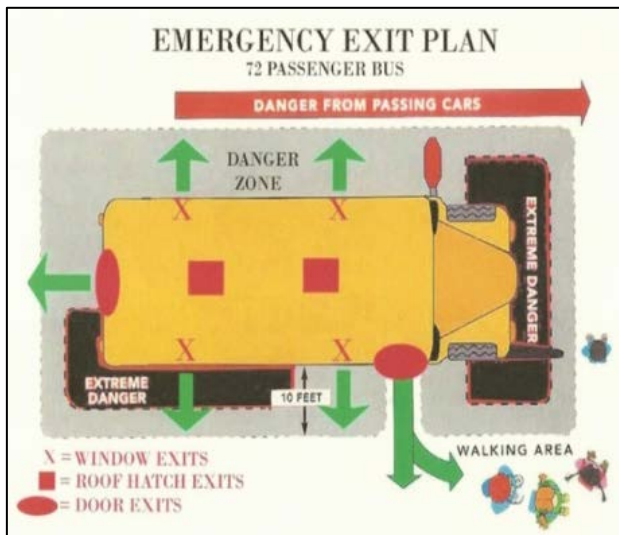 EMERGENCY EXIT PLAN
72 PASSENGER BUS
DANGER FROM PASSING CARS
DANGER
ZONE
X
X
EXTREME DANGER
X
X
EXTREME
DANGER
10 FEET
WALKING AREA
X = WINDOW EXITS
= ROOF HATCH EXITS
= DOOR EXITS